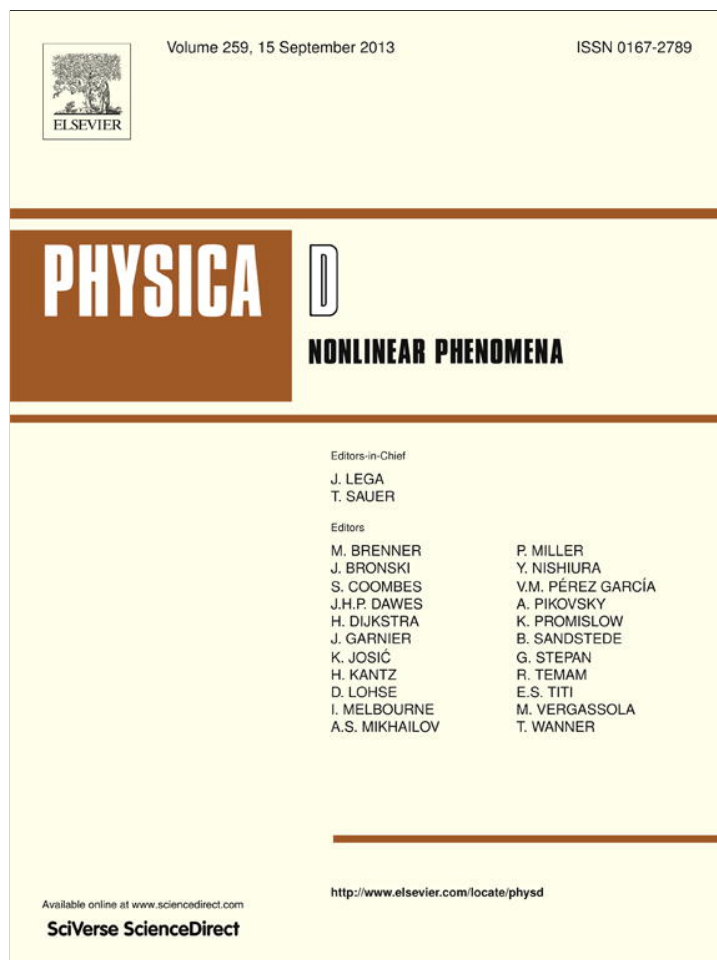 Volume 259, 15 September 2013
ISSN 0167-2789
ELSEVIER
PHYSICA D
NONLINEAR PHENOMENA
Editors-in-Chief
J. LEGA
T. SAUER
Editors
M. BRENNER
J. BRONSKI
S. COOMBES
J.H.P. DAWES
H. DIJKSTRA
J. GARNIER
K. JOSIĆ
H. KANTZ
D. LOHSE
I. MELBOURNE
A.S. MIKHAILOV
P. MILLER
Y. NISHIURA
V.M. PÉREZ GARCÍA
A. PIKOVSKY
K. PROMISLOW
B. SANDSTEDE
G. STEPAN
R. TEMAM
E.S. TITI
M. VERGASSOLA
T. WANNER
http://www.elsevier.com/locate/physd
Available online at www.sciencedirect.com
SciVerse ScienceDirect